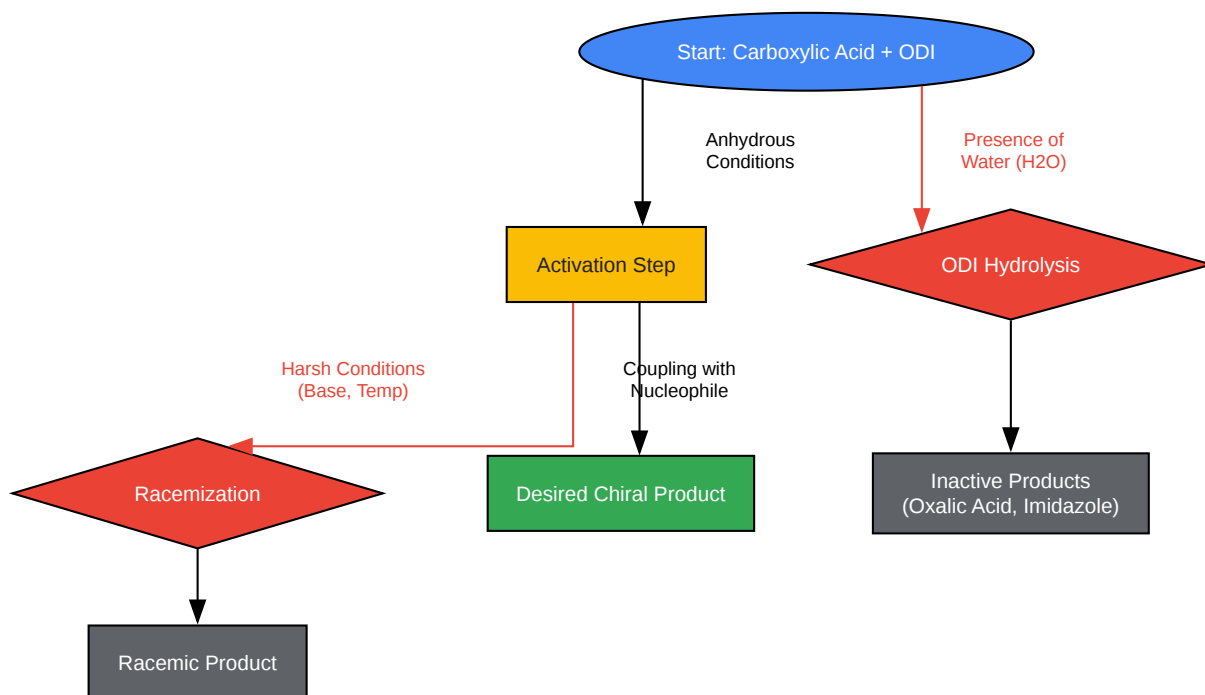 Start: Carboxylic Acid + ODI
Anhydrous
Conditions
Presence of
Water (H2O)
Activation Step
ODI Hydrolysis
Harsh Conditions
(Base, Temp)
Coupling with
Nucleophile
Racemization
Desired Chiral Product
Inactive Products
(Oxalic Acid, Imidazole)
Racemic Product